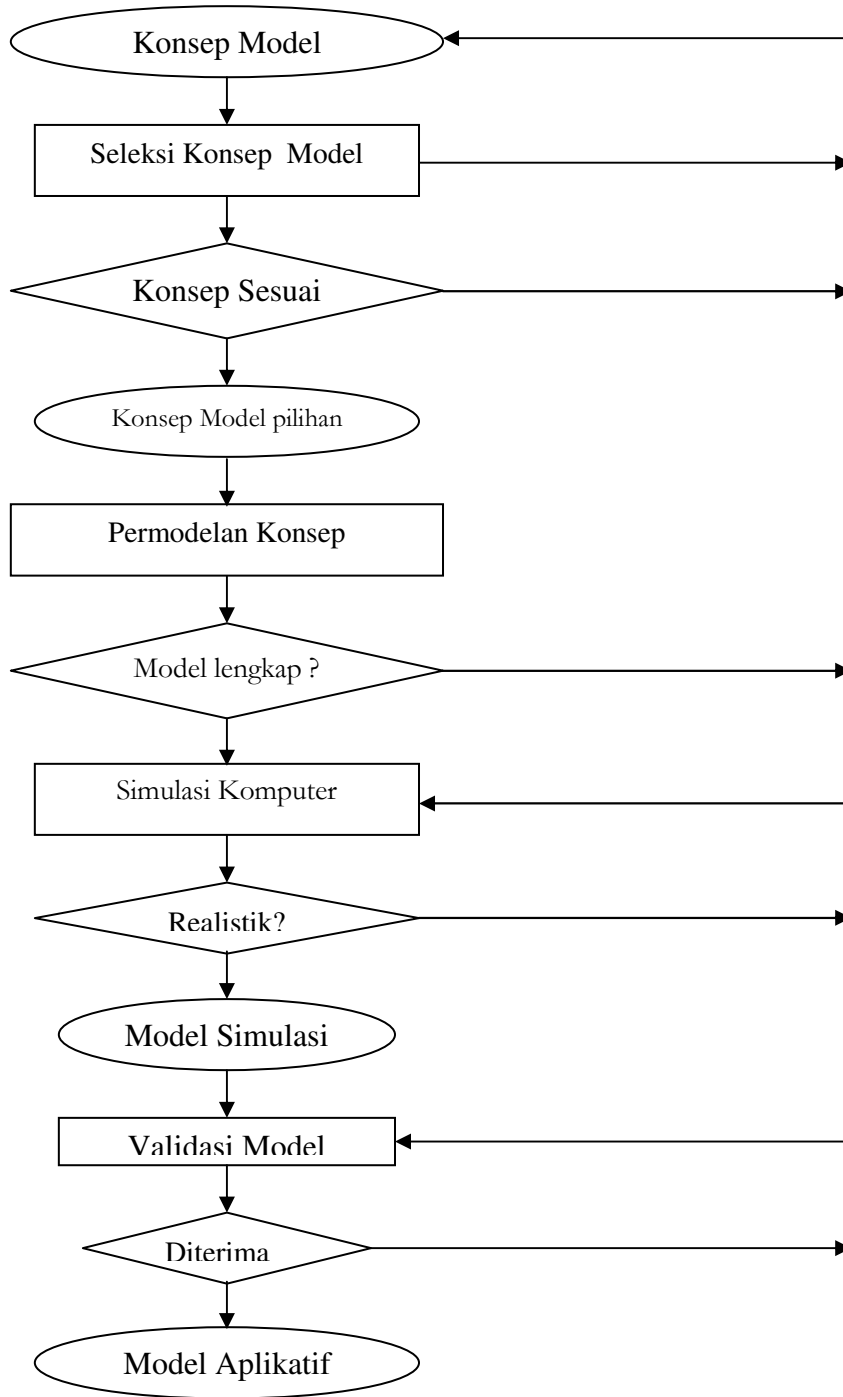 Konsep Model
Seleksi Konsep Model
Konsep Sesuai
Konsep Model pilihan
Permodelan Konsep
Model lengkap ?
Simulasi Komputer
Realistik?
Model Simulasi
Validasi Model
Diterima
Model Aplikatif